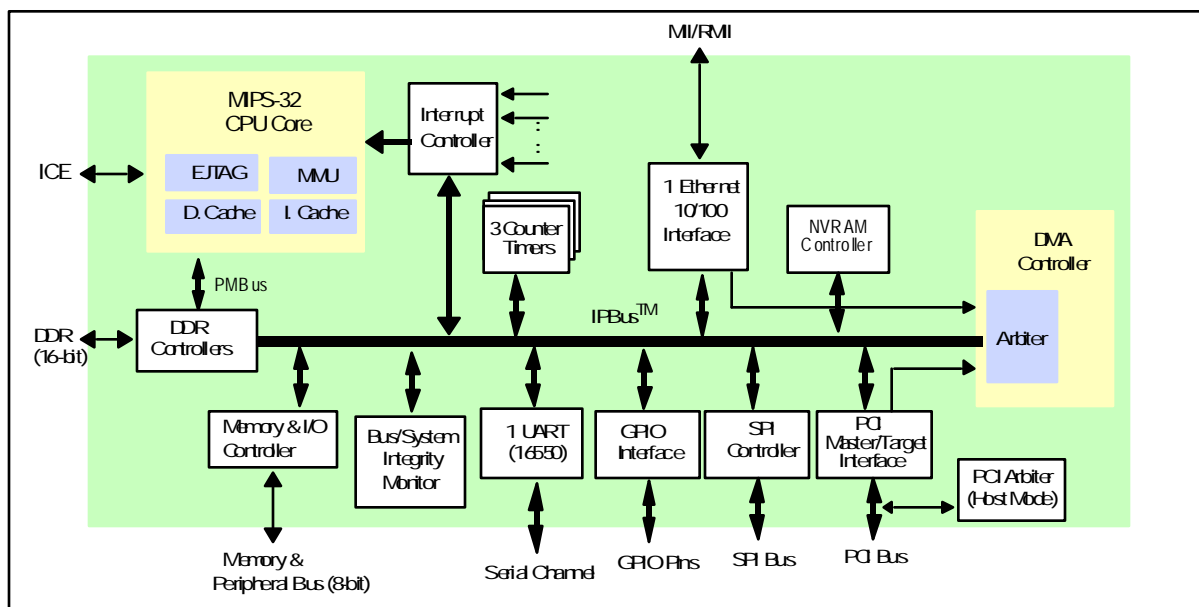 MII/RMII
MIPS-32
CPU Core
EJTAG
MMU
D. Cache
I. Cache
ICE
Interrupt
Controller
:
3 Counter
Timers
1 Ethernet
10/100
Interface
NVRAM
Controller
DMA
Controller
Arbiter
PMBus
IPBus™
DDR
(16-bit)
DDR
Controllers
Memory & I/O
Controller
Bus/System
Integrity
Monitor
1 UART
(16550)
GPIO
Interface
SPI
Controller
PCI
Master/Target
Interface
PCI Arbiter
(Host Mode)
Memory &
Peripheral Bus (8-bit)
Serial Channel
GPIO Pins
SPI Bus
PCI Bus